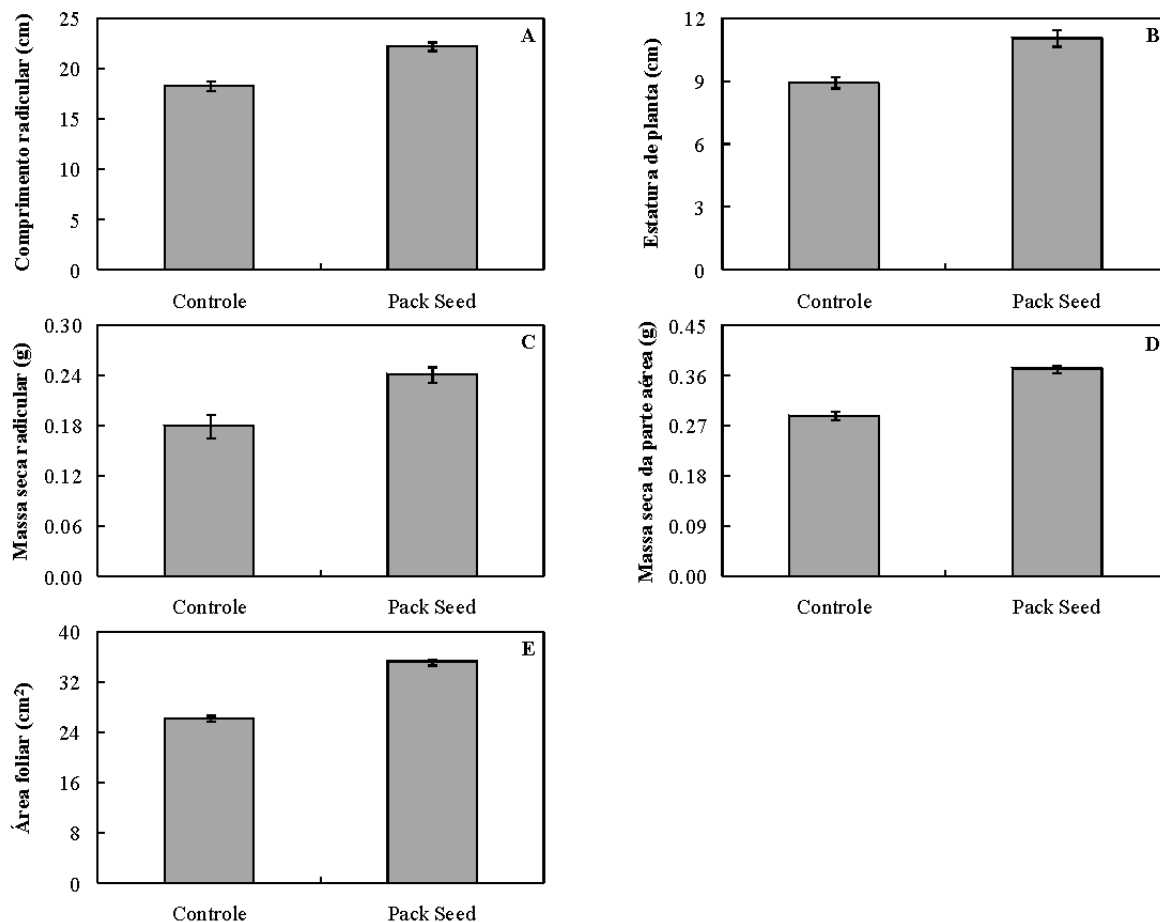 Comprimento radicular (cm)
25
20
15
10
5
0
A
Controle
Pack Seed
Estatura de planta (cm)
12
9
6
3
0
B
Controle
Pack Seed
Massa seca radicular (g)
0.30
0.24
0.18
0.12
0.06
0.00
C
Controle
Pack Seed
Massa seca da parte aérea (g)
0.45
0.36
0.27
0.18
0.09
0.00
D
Controle
Pack Seed
Área foliar (cm²)
40
32
24
16
8
0
E
Controle
Pack Seed